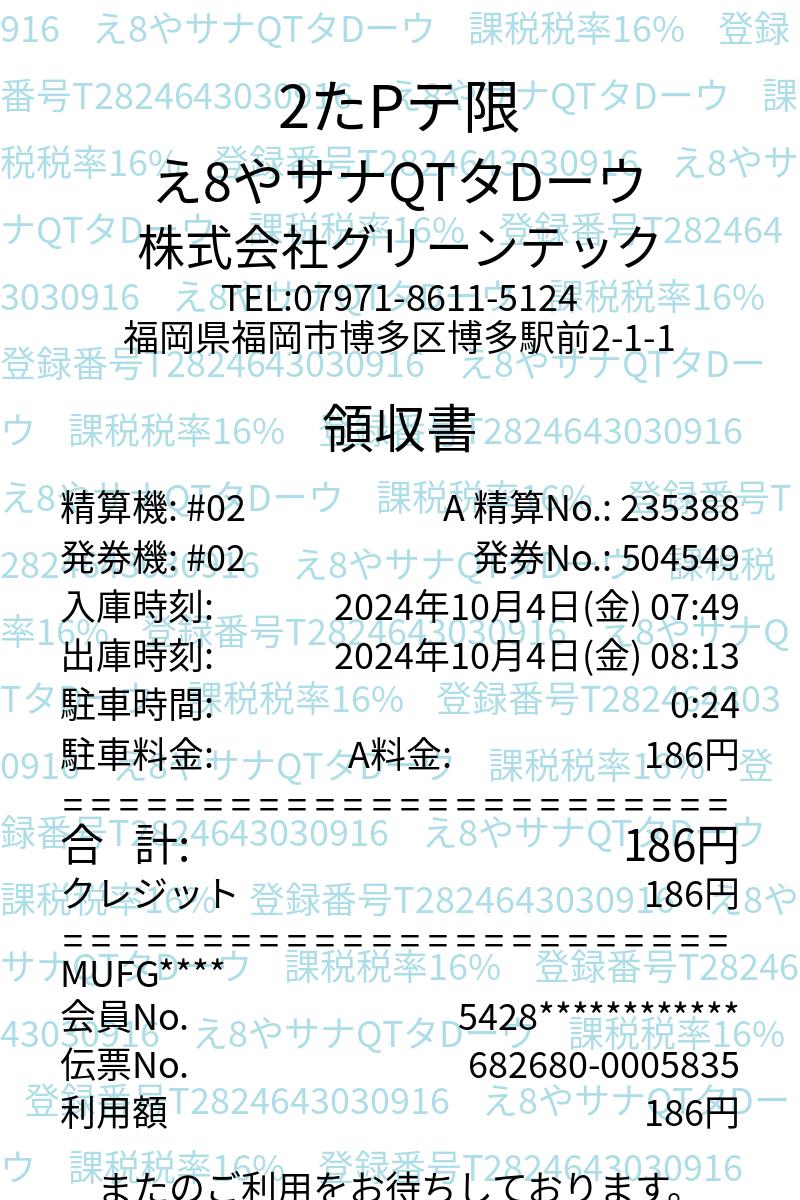 2たPテ限
え8やサナQTタDーウ
株式会社グリーンテック
TEL:07971-8611-5124
福岡県福岡市博多区博多駅前2-1-1
領収書
精算機: #02 A 精算No.: 235388
発券機: #02 発券No.: 504549
入庫時刻: 2024年10月4日(金) 07:49
出庫時刻: 2024年10月4日(金) 08:13
駐車時間: 0:24
駐車料金: A料金: 186円
========================
合 計: 186円
クレジット 186円
========================
MUFG****
会員No. 5428************
伝票No. 682680-0005835
利用額 186円
またのご利用をお待ちしております。
916 え8やサナQTタDーウ 課税税率16% 登録
番号T2824643030916 え8やサナQTタDーウ 課
税税率16% 登録番号T2824643030916 え8やサ
ナQTタDーウ 課税税率16% 登録番号T282464
3030916 え8やサナQTタDーウ 課税税率16%
登録番号T2824643030916 え8やサナQTタDー
ウ 課税税率16% 登録番号T2824643030916
え8やサナQTタDーウ 課税税率16% 登録番号T
2824643030916 え8やサナQTタDーウ 課税税
率16% 登録番号T2824643030916 え8やサナQ
TタDーウ 課税税率16% 登録番号T282464303
0916 え8やサナQTタDーウ 課税税率16% 登
録番号T2824643030916 え8やサナQTタDーウ
課税税率16% 登録番号T2824643030916 え8や
サナQTタDーウ 課税税率16% 登録番号T28246
43030916 え8やサナQTタDーウ 課税税率16%
登録番号T2824643030916 え8やサナQTタDー
ウ 課税税率16% 登録番号T2824643030916